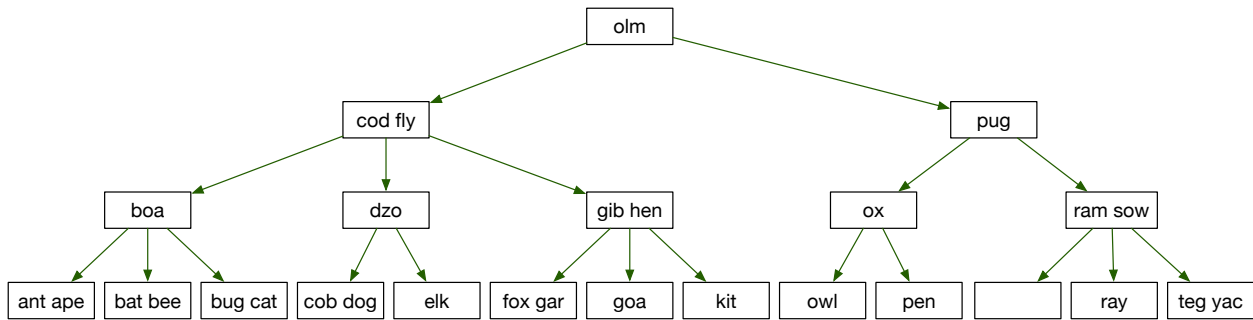 olm
cod fly
pug
boa
dzo
gib hen
ox
ram sow
ant ape
bat bee
bug cat
cob dog
elk
fox gar
goa
kit
owl
pen
ray
teg yac